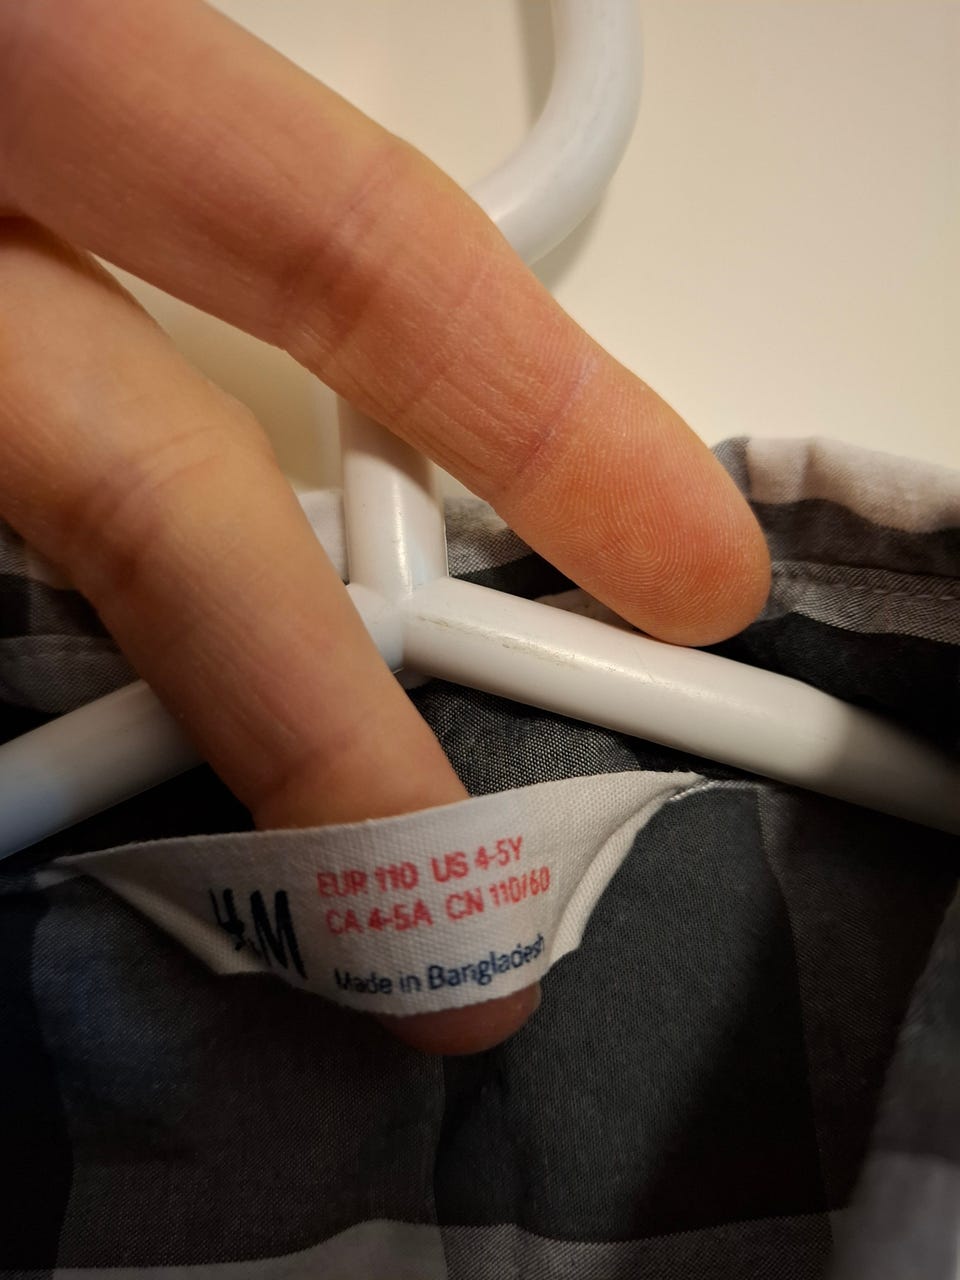 H&M
EUR 110 US 4-5Y
CA 4-5A CN 110/60
Made in Bangladesh